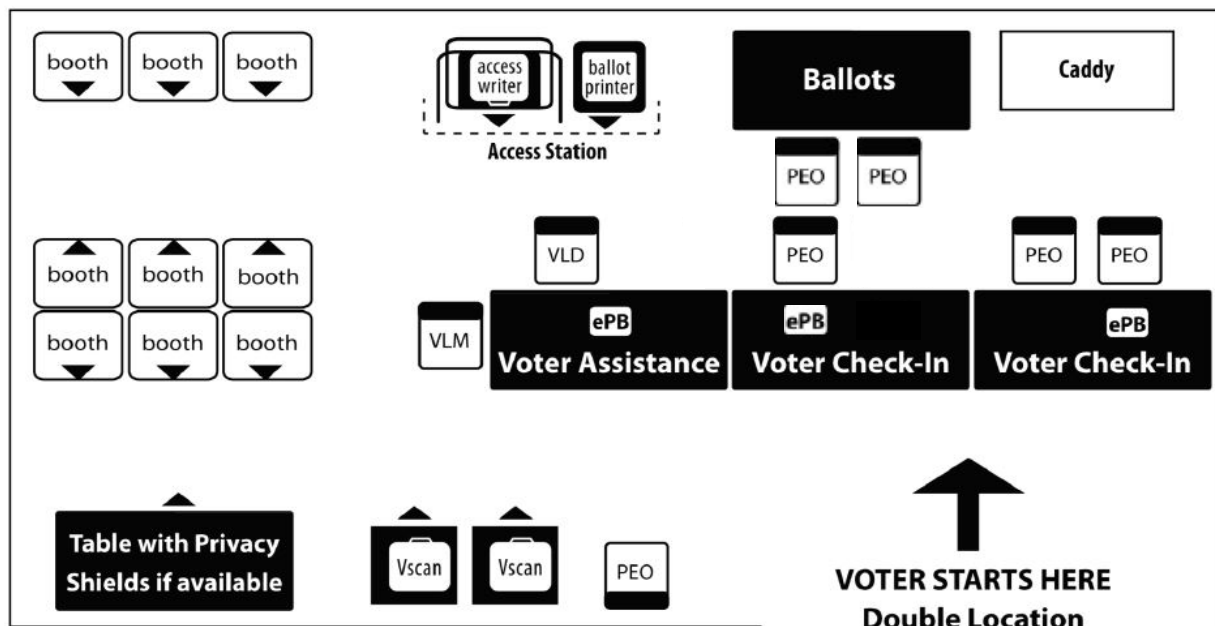 booth booth booth
access
writer
ballot
printer
Access Station
Ballots
Caddy
PEO PEO
VLD PEO PEO PEO
booth booth booth
booth booth booth
VLM
ePB ePB ePB
Voter Assistance Voter Check-In Voter Check-In
Table with Privacy
Shields if available
Vscan Vscan PEO
VOTER STARTS HERE
Double Location